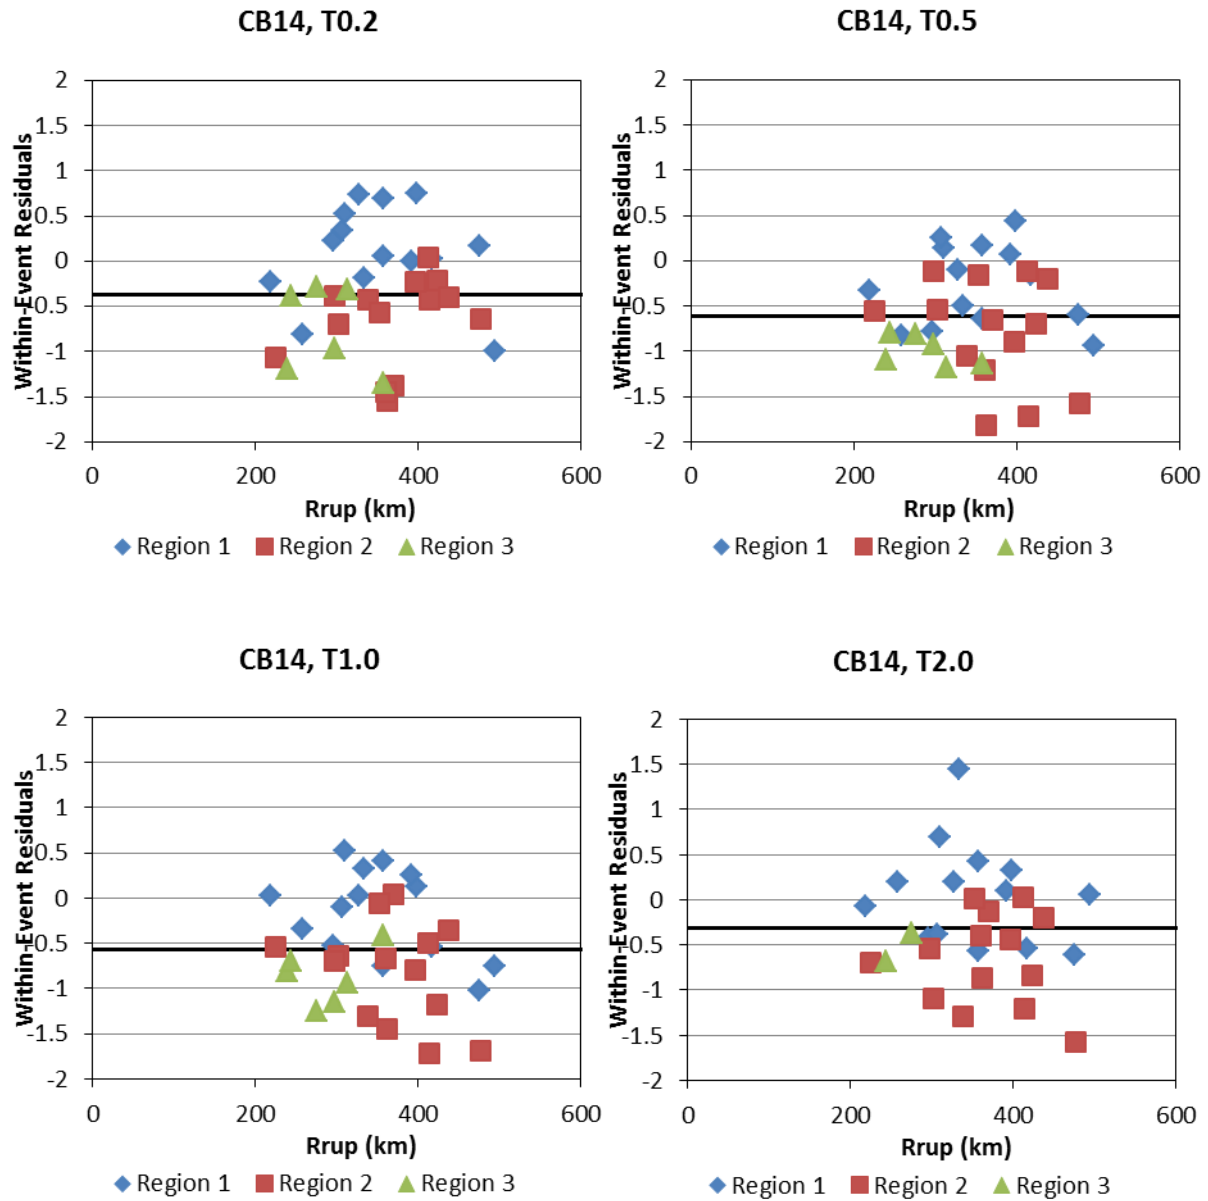 CB14, T0.2
2
1.5
1
0.5
0
-0.5
-1
-1.5
-2
Within-Event Residuals
0 200 400 600
Rrup (km)
Region 1 Region 2 Region 3
CB14, T0.5
2
1.5
1
0.5
0
-0.5
-1
-1.5
-2
Within-Event Residuals
0 200 400 600
Rrup (km)
Region 1 Region 2 Region 3
CB14, T1.0
2
1.5
1
0.5
0
-0.5
-1
-1.5
-2
Within-Event Residuals
0 200 400 600
Rrup (km)
Region 1 Region 2 Region 3
CB14, T2.0
2
1.5
1
0.5
0
-0.5
-1
-1.5
-2
Within-Event Residuals
0 200 400 600
Rrup (km)
Region 1 Region 2 Region 3